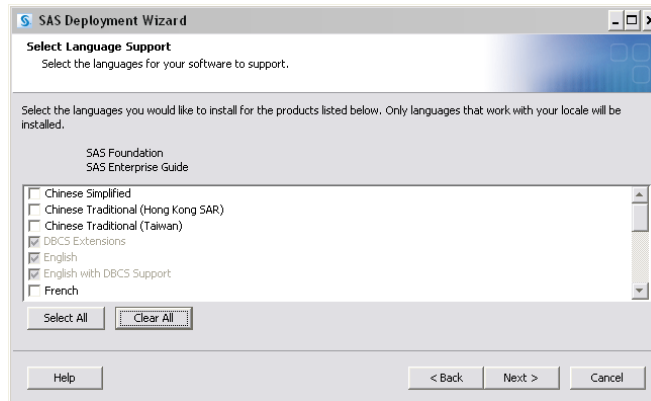 SAS Deployment Wizard
Select Language Support
Select the languages for your software to support.
Select the languages you would like to install for the products listed below. Only languages that work with your locale will be
installed.
SAS Foundation
SAS Enterprise Guide
Chinese Simplified
Chinese Traditional (Hong Kong SAR)
Chinese Traditional (Taiwan)
DBCS Extensions
English
English with DBCS Support
French
Select All
Clear All
Help
< Back
Next >
Cancel